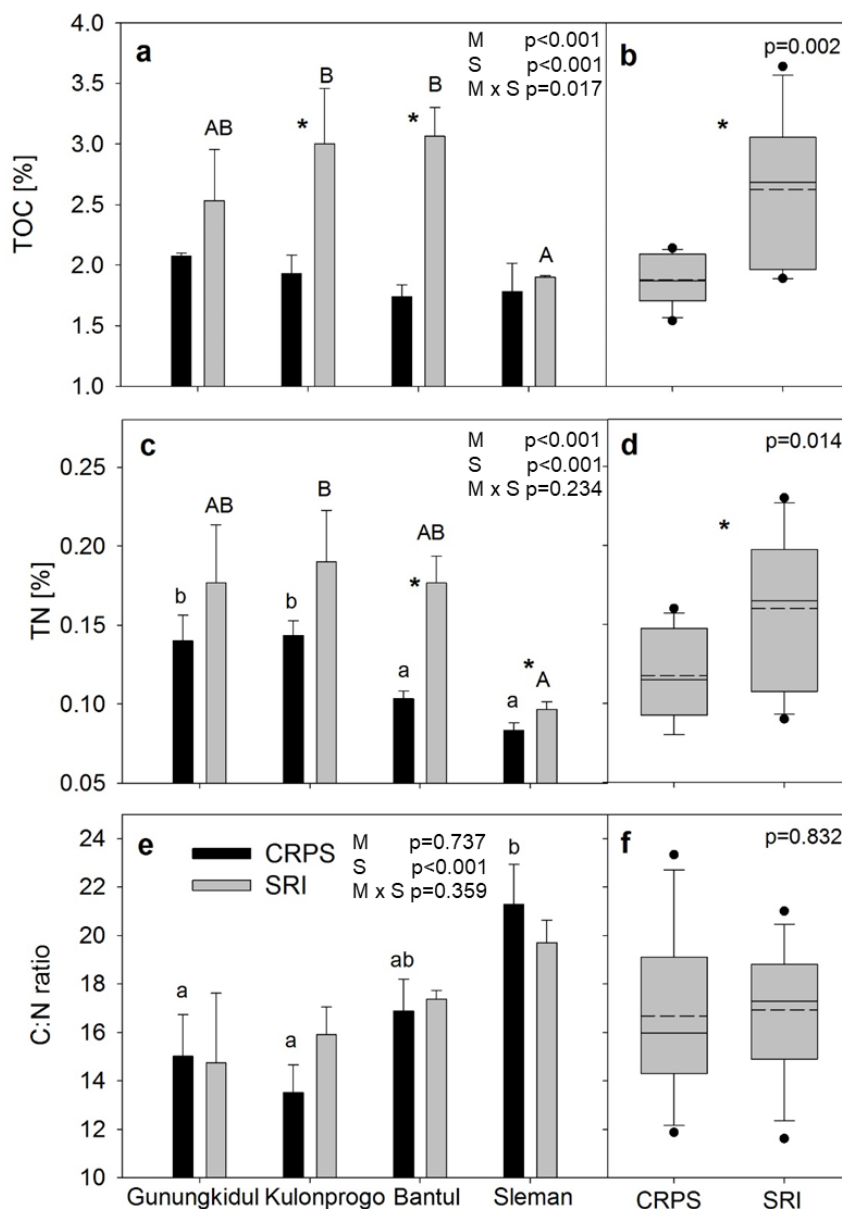 4.0
3.5
3.0
2.5
2.0
1.5
1.0
TOC [%]
a
M p<0.001
S p<0.001
M x S p=0.017
AB
*
B
*
B
A
b
p=0.002
*
0.25
0.20
0.15
0.10
0.05
TN [%]
c
M p<0.001
S p<0.001
M x S p=0.234
b
AB
b
B
a
*
AB
a
*
A
d
p=0.014
*
24
22
20
18
16
14
12
10
C:N ratio
e
CRPS
SRI
M p=0.737
S p<0.001
M x S p=0.359
a
a
ab
b
Gunungkidul Kulonprogo Bantul Sleman
f
p=0.832
CRPS SRI